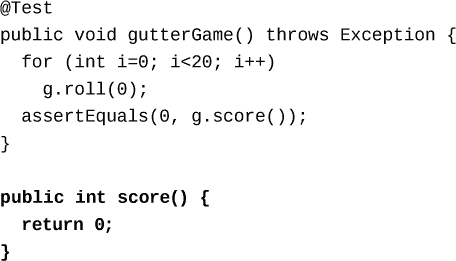 @Test
public void gutterGame() throws Exception {
  for (int i=0; i<20; i++)
    g.roll(0);
  assertEquals(0, g.score());
}

public int score() {
  return 0;
}